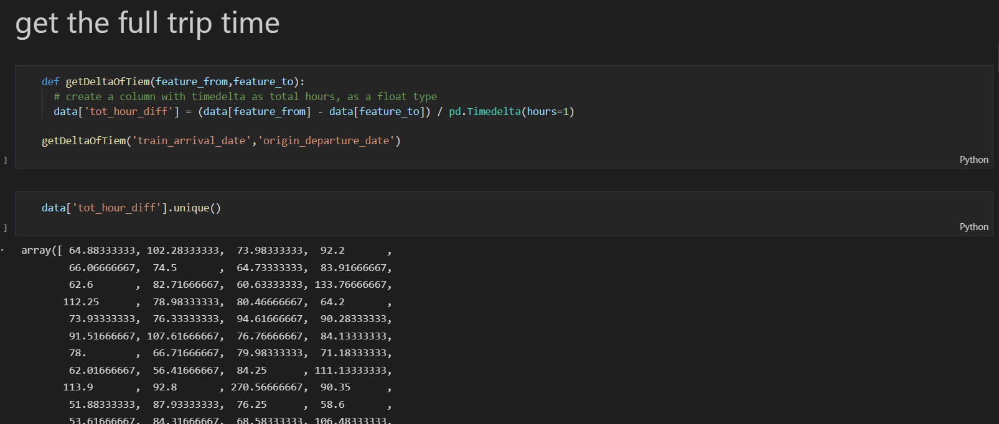 get the full trip time
def getDeltaOfTiem(feature_from,feature_to):
# create a column with timedelta as total hours, as a float type
data['tot_hour_diff'] = (data[feature_from] - data[feature_to]) / pd.Timedelta(hours=1)
getDeltaOfTiem('train_arrival_date','origin_departure_date')
]
Python
data['tot_hour_diff'].unique()
]
Python
array([ 64.88333333, 102.28333333,  73.98333333,  92.2       ,
66.06666667,  74.5       ,  64.73333333,  83.91666667,
62.6       ,  82.71666667,  60.63333333, 133.76666667,
112.25      ,  78.98333333,  80.46666667,  64.2       ,
73.93333333,  76.33333333,  94.61666667,  90.28333333,
91.51666667, 107.61666667,  76.76666667,  84.13333333,
78.        ,  66.71666667,  79.98333333,  71.18333333,
62.01666667,  56.41666667,  84.25      , 111.13333333,
113.9       ,  92.8       , 270.56666667,  90.35      ,
51.88333333,  87.93333333,  76.25      ,  58.6       ,
53.61666667,  84.31666667,  68.58333333, 106.48333333,